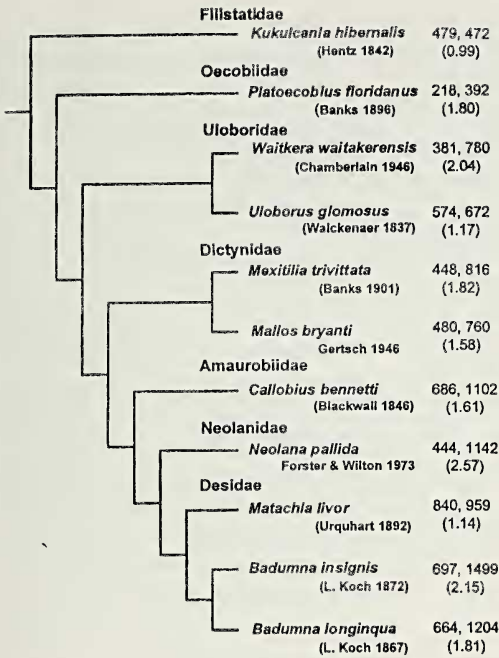 Filistatidae
Kukulcania hibernalis 479, 472
(Hentz 1842) (0.99)
Oecobiidae
Platoecobius floridanus 218, 392
(Banks 1896) (1.80)
Uloboridae
Waitkera waitakerensis 381, 780
(Chamberlain 1946) (2.04)
Uloborus glomosus 574, 672
(Walckenaer 1837) (1.17)
Dictynidae
Mexitilia trivittata 448, 816
(Banks 1901) (1.82)
Mallos bryanti 480, 760
Gertsch 1946 (1.58)
Amaurobiidae
Callobius bennetti 686, 1102
(Blackwall 1846) (1.61)
Neolanidae
Neolana pallida 444, 1142
Forster & Wilton 1973 (2.57)
Desidae
Matachia livor 840, 959
(Urquhart 1892) (1.14)
Badumna insignis 697, 1499
(L. Koch 1872) (2.15)
Badumna longinqua 664, 1204
(L. Koch 1867) (1.81)